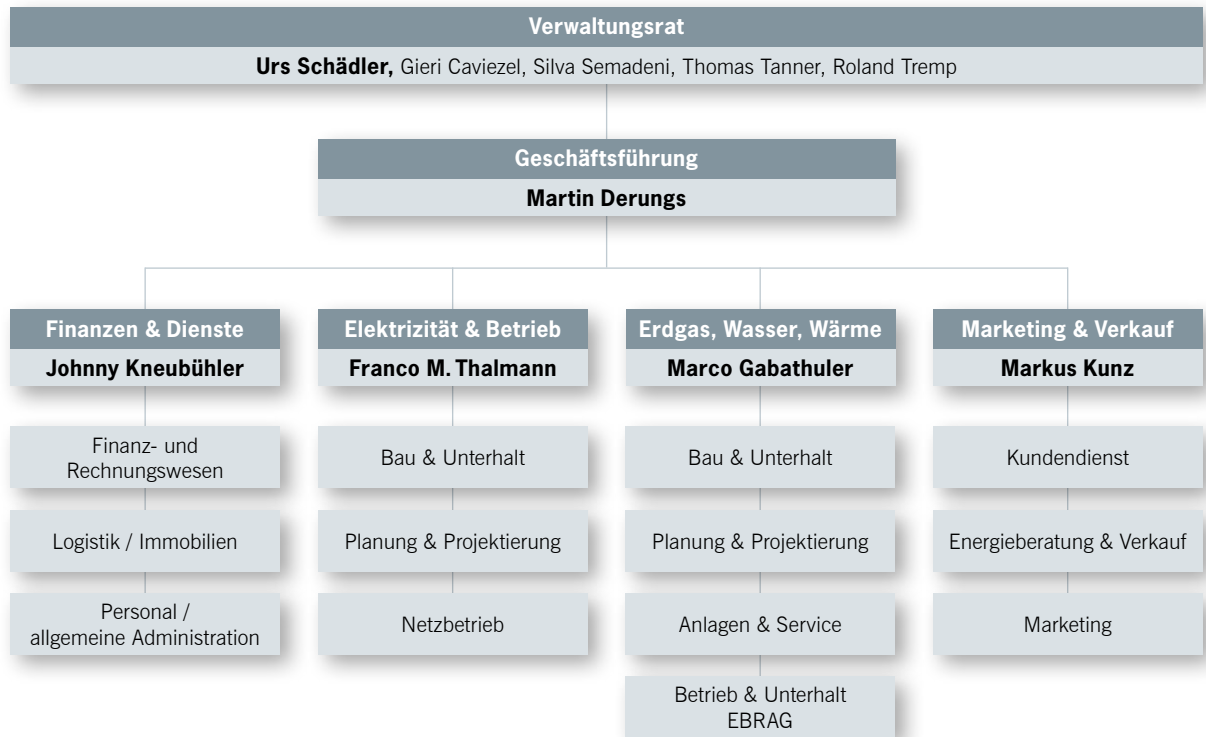 Verwaltungsrat
Urs Schädler, Gieri Caviezel, Silva Semadeni, Thomas Tanner, Roland Tremp
Geschäftsführung
Martin Derungs
Finanzen & Dienste
Johnny Kneubühler
Finanz- und
Rechnungswesen
Logistik / Immobilien
Personal /
allgemeine Administration
Elektrizität & Betrieb
Franco M. Thalmann
Bau & Unterhalt
Planung & Projektierung
Netzbetrieb
Erdgas, Wasser, Wärme
Marco Gabathuler
Bau & Unterhalt
Planung & Projektierung
Anlagen & Service
Betrieb & Unterhalt
EBRAG
Marketing & Verkauf
Markus Kunz
Kundendienst
Energieberatung & Verkauf
Marketing